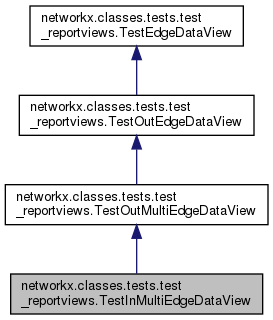 networkx.classes.tests.test
_reportviews.TestEdgeDataView
networkx.classes.tests.test
_reportviews.TestOutEdgeDataView
networkx.classes.tests.test
_reportviews.TestOutMultiEdgeDataView
networkx.classes.tests.test
_reportviews.TestInMultiEdgeDataView